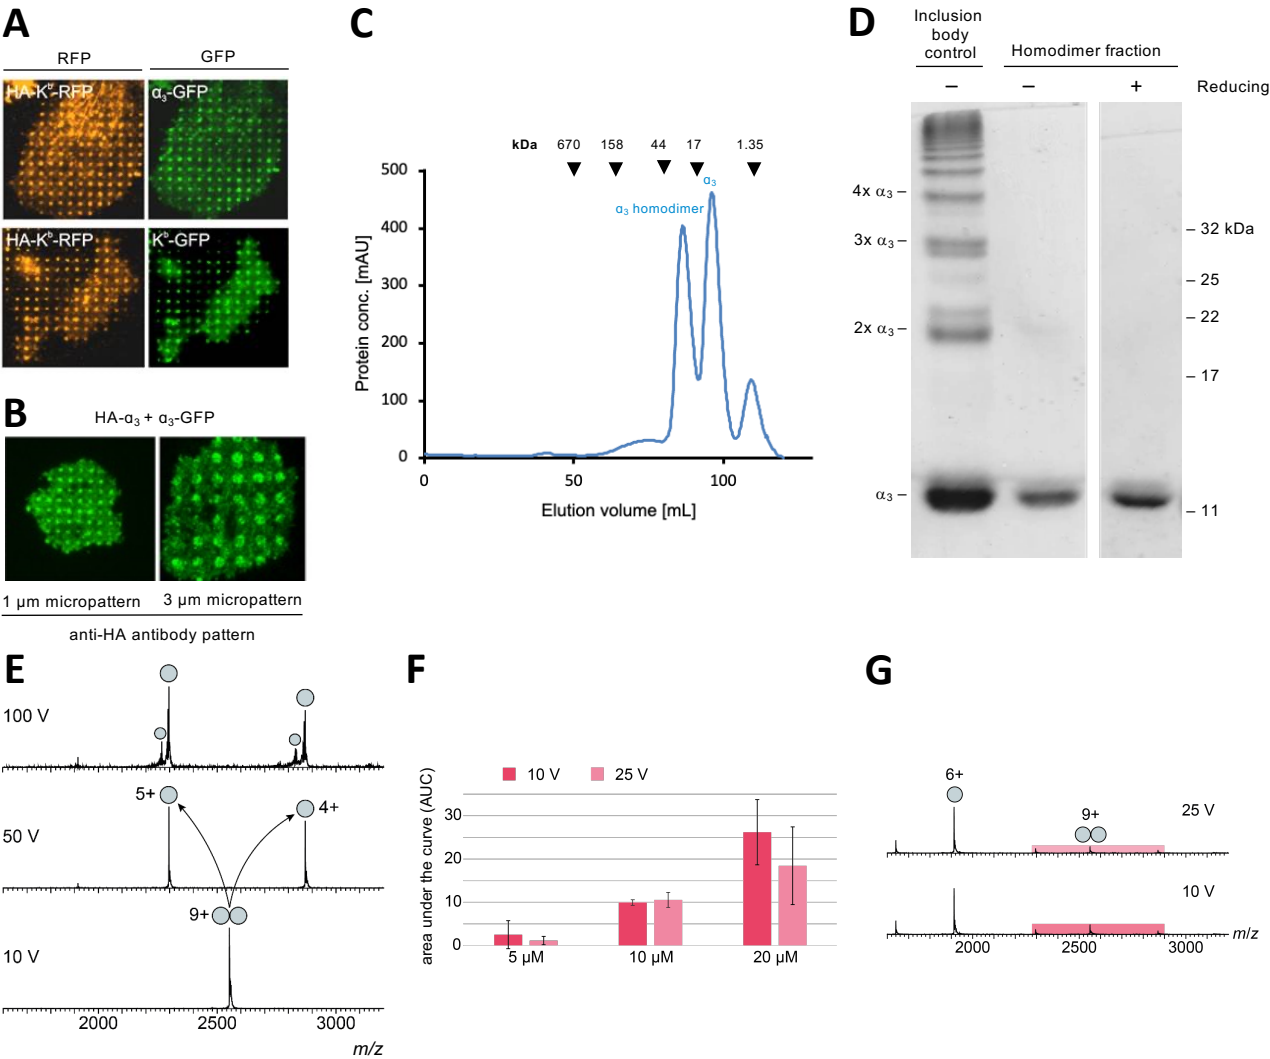 A
RFP
GFP
HA-Kᵇ-RFP
α₃-GFP
HA-Kᵇ-RFP
Kᵇ-GFP
B
HA-α₃ + α₃-GFP
1 µm micropattern
3 µm micropattern
anti-HA antibody pattern
C
kDa 670 158 44 17 1.35
α₃
α₃ homodimer
500
400
300
200
100
0
0 50 100
Protein conc. [mAU]
Elution volume [mL]
D
Inclusion
body
control
Homodimer fraction
– – + Reducing
4x α₃ –
3x α₃ –
2x α₃ –
α₃ –
– 32 kDa
– 25
– 22
– 17
– 11
E
100 V
5+
4+
50 V
9+
10 V
2000 2500 3000
m/z
F
10 V
25 V
area under the curve (AUC)
30
20
10
0
5 µM 10 µM 20 µM
G
6+
9+
25 V
10 V
2000 2500 3000
m/z